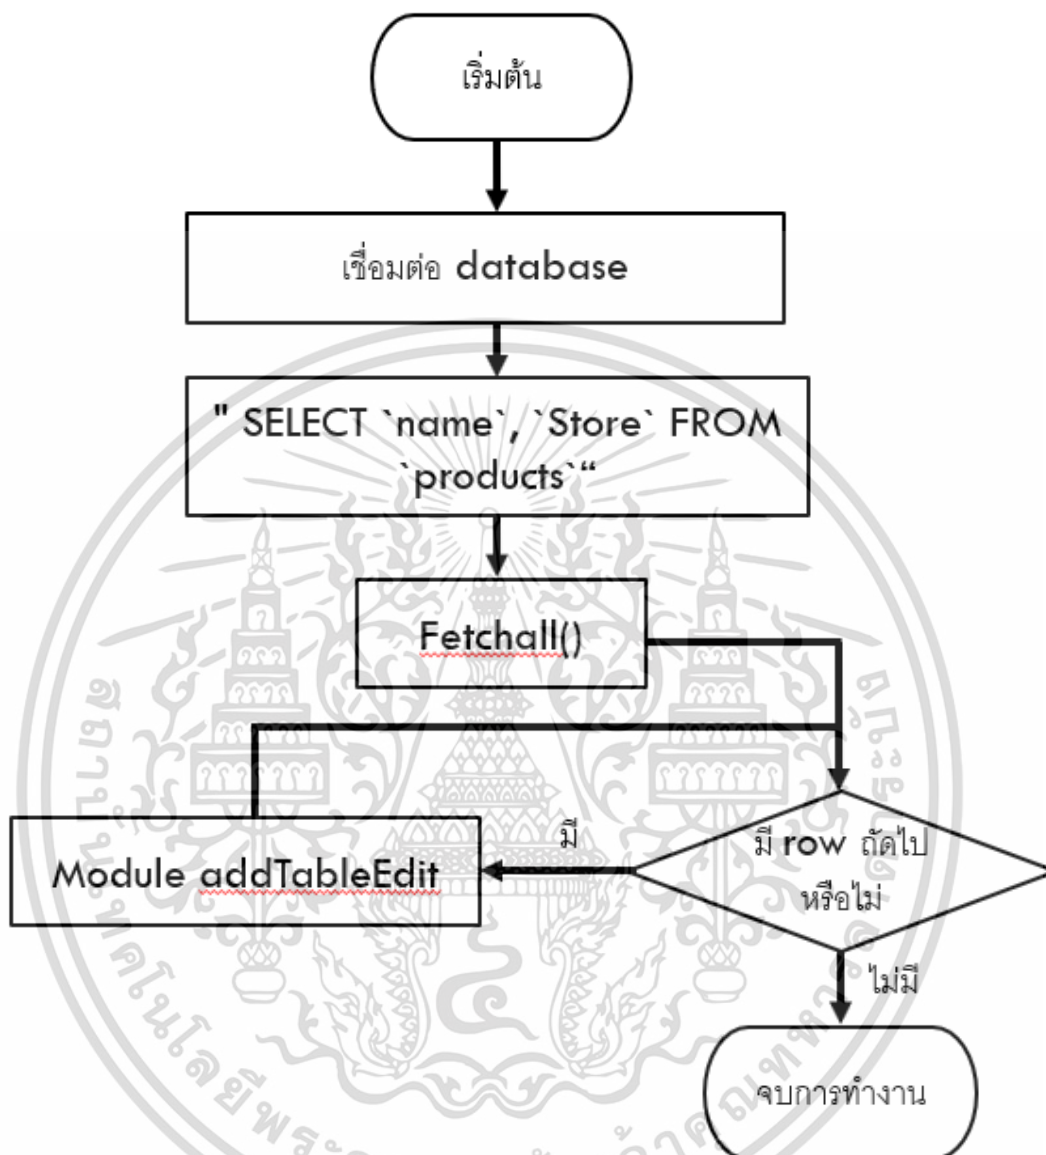 เริ่มต้น
เชื่อมต่อ database
" SELECT `name`, `Store` FROM
`products`“
Fetchall()
Module addTableEdit
มี
มี row ถัดไป
หรือไม่
ไม่มี
จบการทำงาน